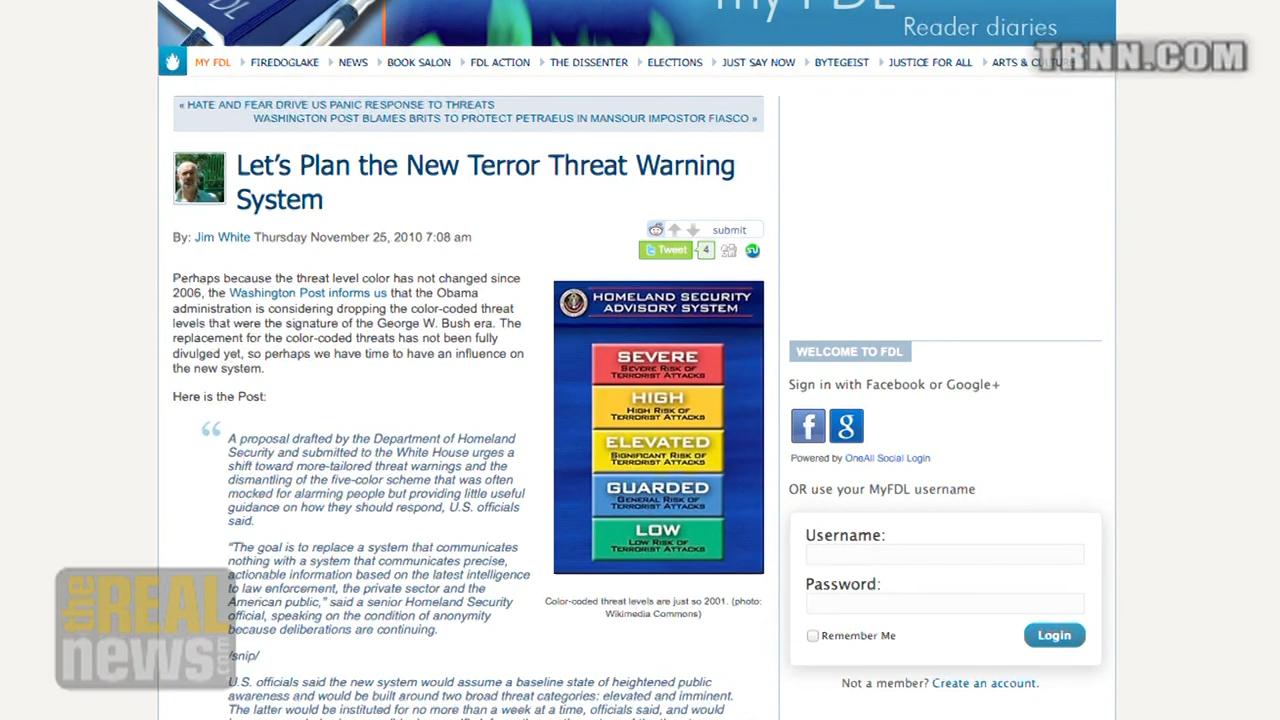 my FDL
Reader diaries
TRNN.COM
MY FDL
FIREDOGLAKE
NEWS
BOOK SALON
FDL ACTION
THE DISSENTER
ELECTIONS
JUST SAY NOW
BYTEGEIST
JUSTICE FOR ALL
ARTS & CULTURE
« HATE AND FEAR DRIVE US PANIC RESPONSE TO THREATS
WASHINGTON POST BLAMES BRITS TO PROTECT PETRAEUS IN MANSOUR IMPOSTOR FIASCO »
Let's Plan the New Terror Threat Warning
System
By: Jim White Thursday November 25, 2010 7:08 am
submit
Tweet 4
Perhaps because the threat level color has not changed since
2006, the Washington Post informs us that the Obama
administration is considering dropping the color-coded threat
levels that were the signature of the George W. Bush era. The
replacement for the color-coded threats has not been fully
divulged yet, so perhaps we have time to have an influence on
the new system.
Here is the Post:
“
A proposal drafted by the Department of Homeland
Security and submitted to the White House urges a
shift toward more-tailored threat warnings and the
dismantling of the five-color scheme that was often
mocked for alarming people but providing little useful
guidance on how they should respond, U.S. officials
said.
"The goal is to replace a system that communicates
nothing with a system that communicates precise,
actionable information based on the latest intelligence
to law enforcement, the private sector and the
American public," said a senior Homeland Security
official, speaking on the condition of anonymity
because deliberations are continuing.
/snip/
U.S. officials said the new system would assume a baseline state of heightened public
awareness and would be built around two broad threat categories: elevated and imminent.
The latter would be instituted for no more than a week at a time, officials said, and would
HOMELAND SECURITY
ADVISORY SYSTEM
SEVERE
SEVERE RISK OF
TERRORIST ATTACKS
HIGH
HIGH RISK OF
TERRORIST ATTACKS
ELEVATED
SIGNIFICANT RISK OF
TERRORIST ATTACKS
GUARDED
GENERAL RISK OF
TERRORIST ATTACKS
LOW
LOW RISK OF
TERRORIST ATTACKS
Color-coded threat levels are just so 2001. (photo:
Wikimedia Commons)
WELCOME TO FDL
Sign in with Facebook or Google+
f g
Powered by OneAll Social Login
OR use your MyFDL username
Username:
Password:
Remember Me
Login
Not a member? Create an account.
the REAL
news.com